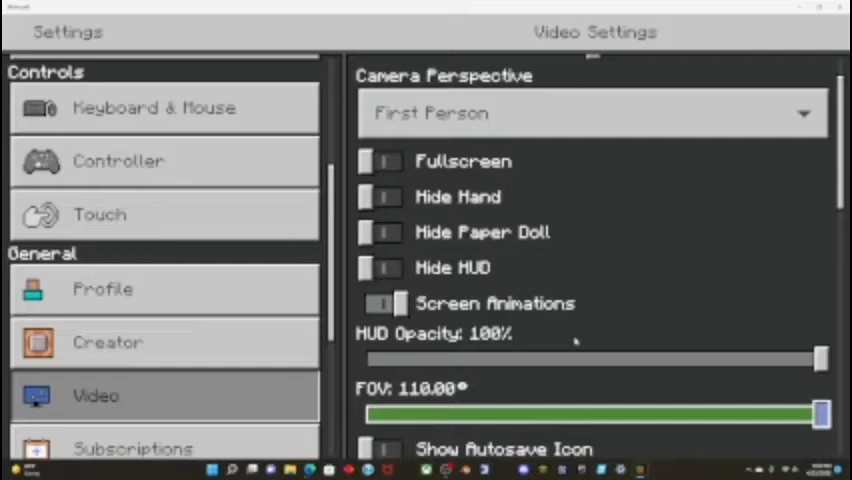 Settings
Video Settings
Controls
Keyboard & Mouse
Controller
Touch
General
Profile
Creator
Video
Subscriptions
Camera Perspective
First Person
Fullscreen
Hide Hand
Hide Paper Doll
Hide HUD
Screen Animations
HUD Opacity: 100%
FOV: 110.00°
Show Autosave Icon